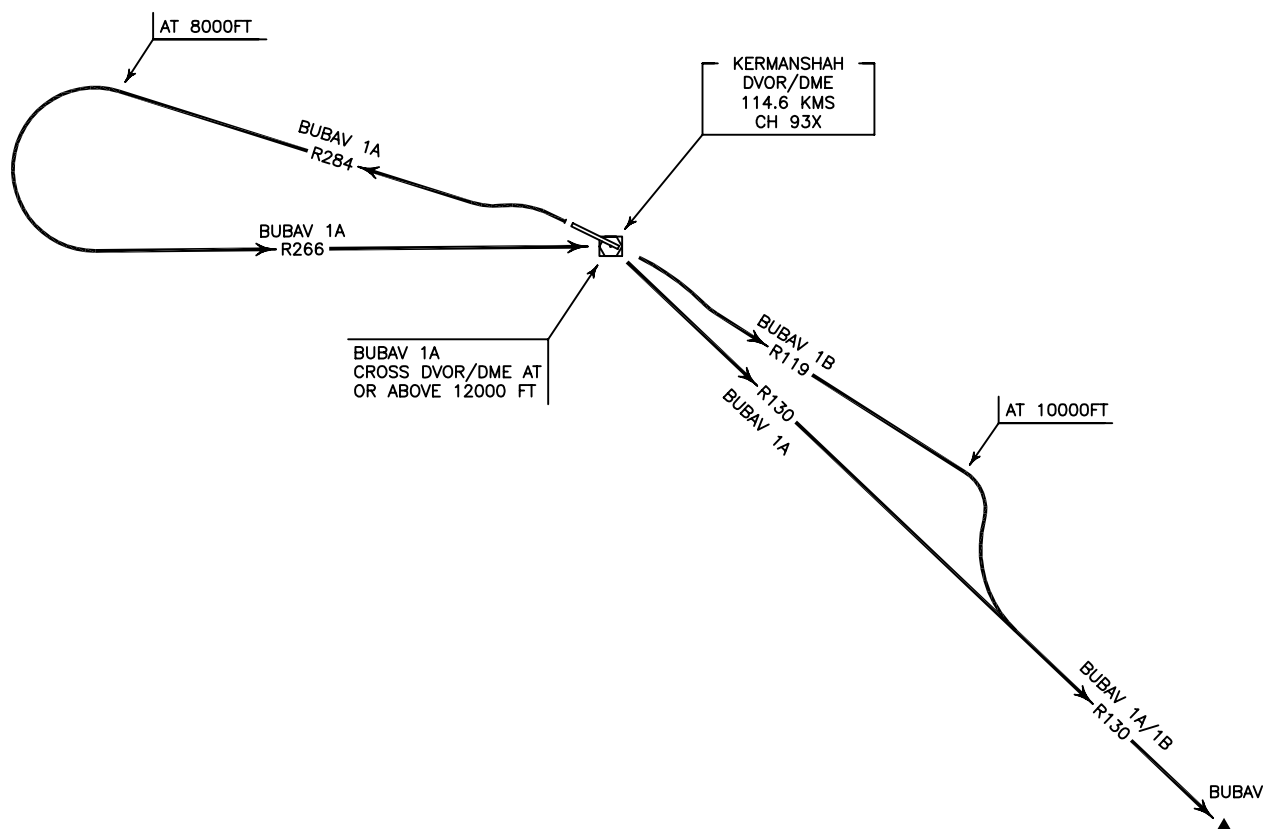 AT 8000FT
KERMANSHAH
DVOR/DME
114.6 KMS
CH 93X
BUBAV 1A
R284
BUBAV 1A
R266
BUBAV 1A
CROSS DVOR/DME AT
OR ABOVE 12000 FT
BUBAV 1B
R119
R130
BUBAV 1A
AT 10000FT
BUBAV 1A/1B
R130
BUBAV